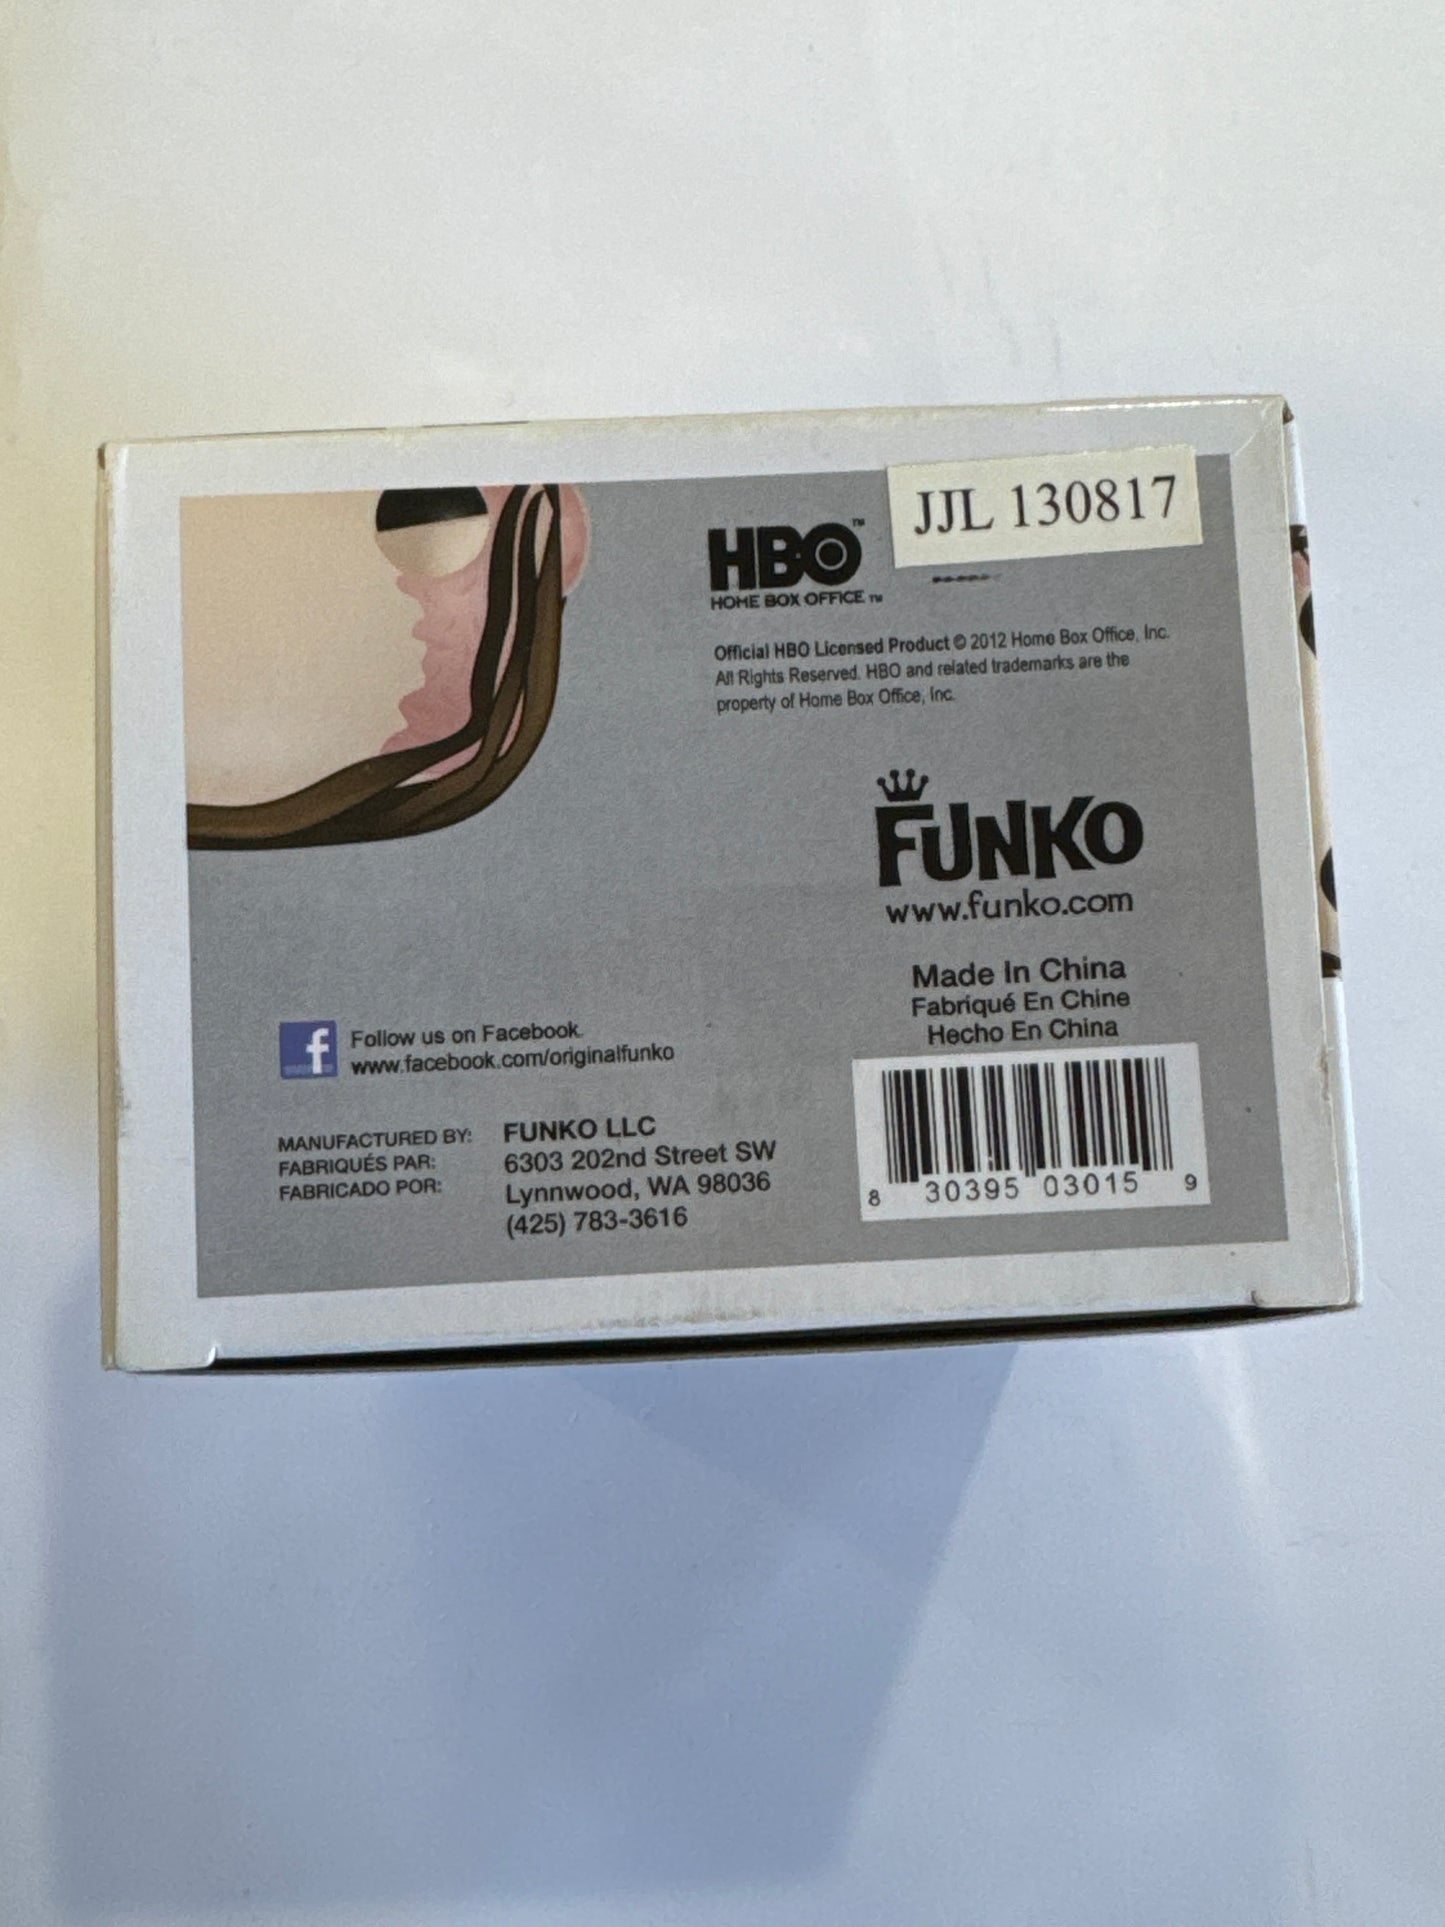 JJL 130817
HBO™
HOME BOX OFFICE™
Official HBO Licensed Product © 2012 Home Box Office, Inc.
All Rights Reserved. HBO and related trademarks are the
property of Home Box Office, Inc.
FUNKO
www.funko.com
Made In China
Fabriqué En Chine
Hecho En China
f Follow us on Facebook.
www.facebook.com/originalfunko
MANUFACTURED BY:
FABRIQUÉS PAR:
FABRICADO POR:
FUNKO LLC
6303 202nd Street SW
Lynnwood, WA 98036
(425) 783-3616
8 30395 03015 9